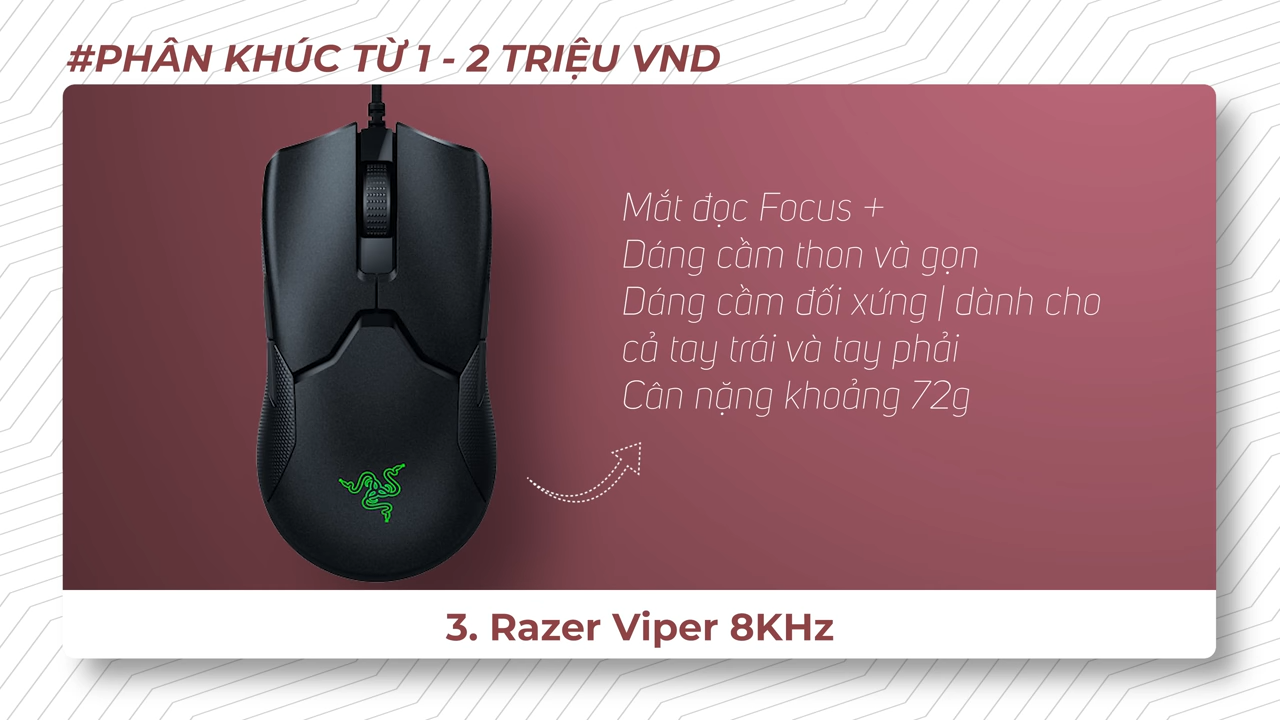 #PHÂN KHÚC TỪ 1 - 2 TRIỆU VND
Mắt đọc Focus +
Dáng cầm thon và gọn
Dáng cầm đối xứng | dành cho
cả tay trái và tay phải
Cân nặng khoảng 72g
3. Razer Viper 8KHz